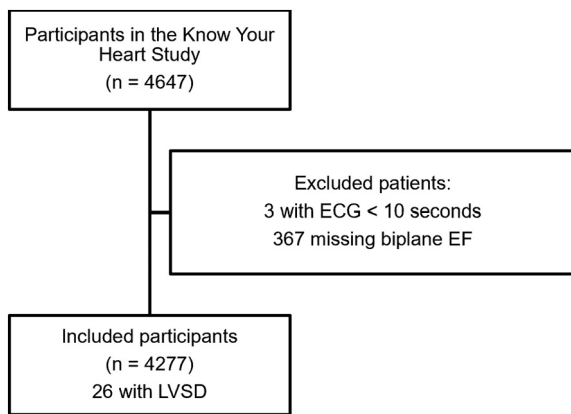 Participants in the Know Your
Heart Study
(n = 4647)
Excluded patients:
3 with ECG < 10 seconds
367 missing biplane EF
Included participants
(n = 4277)
26 with LVSD